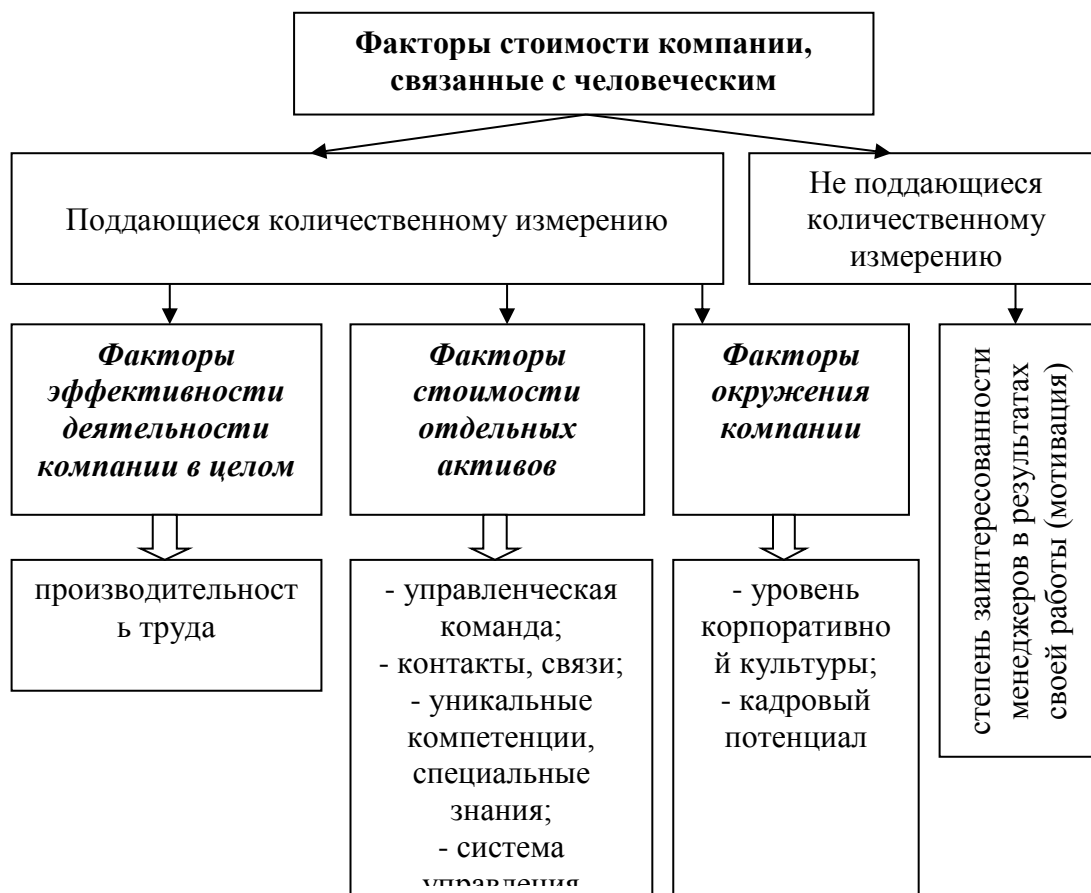 Факторы стоимости компании,
связанные с человеческим
Поддающиеся количественному измерению
Не поддающиеся
количественному
измерению
Факторы
эффективности
деятельности
компании в целом
Факторы
стоимости
отдельных
активов
Факторы
окружения
компании
степень заинтересованности
менеджеров в результатах
своей работы (мотивация)
производительност
ь труда
- управленческая
команда;
- контакты, связи;
- уникальные
компетенции,
специальные
знания;
- система
управления
- уровень
корпоративно
й культуры;
- кадровый
потенциал